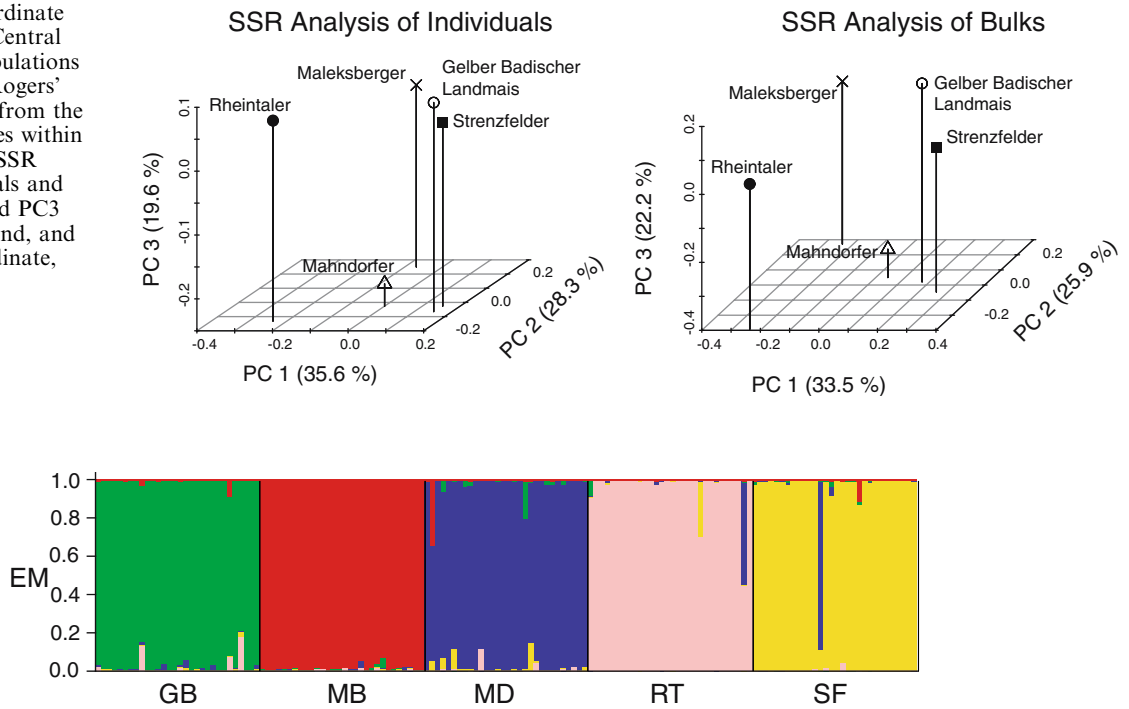 rdinate
Central
pulations
Rogers'
from the
es within
SSR
als and
d PC3
and, and
dinate,
SSR Analysis of Individuals
Maleksberger
Gelber Badischer
Landmais
Rheintaler
Strenzfelder
Mahndorfer
PC 3 (19.6 %)
0.1
0.0
-0.1
-0.2
-0.4
-0.2
0.0
0.2
PC 1 (35.6 %)
-0.2
0.0
0.2
PC 2 (28.3 %)
SSR Analysis of Bulks
Maleksberger
Gelber Badischer
Landmais
Strenzfelder
Rheintaler
Mahndorfer
PC 3 (22.2 %)
0.2
0.0
-0.2
-0.4
-0.4
-0.2
0.0
0.2
0.4
PC 1 (33.5 %)
-0.2
0.0
0.2
PC 2 (25.9 %)
EM
1.0
0.8
0.6
0.4
0.2
0.0
GB
MB
MD
RT
SF